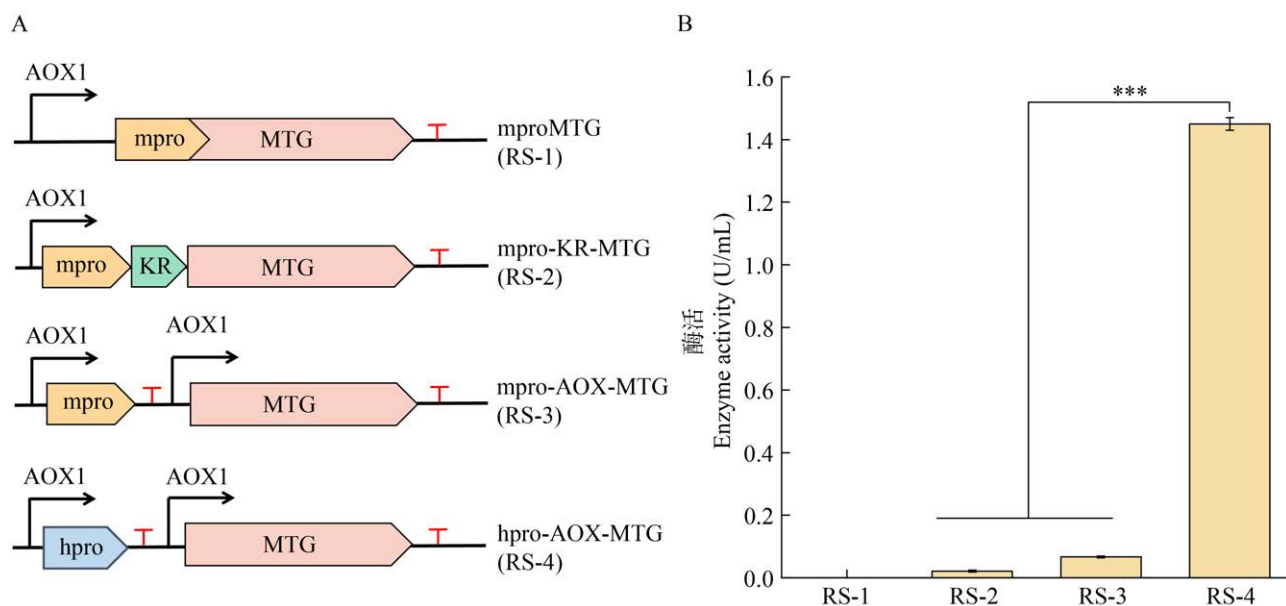 A
AOX1
mpro
MTG
mproMTG
(RS-1)
AOX1
mpro
KR
MTG
mpro-KR-MTG
(RS-2)
AOX1
AOX1
mpro
MTG
mpro-AOX-MTG
(RS-3)
AOX1
AOX1
hpro
MTG
hpro-AOX-MTG
(RS-4)
B
酶活
Enzyme activity (U/mL)
1.6
1.4
1.2
1.0
0.8
0.6
0.4
0.2
0.0
***
RS-1 RS-2 RS-3 RS-4